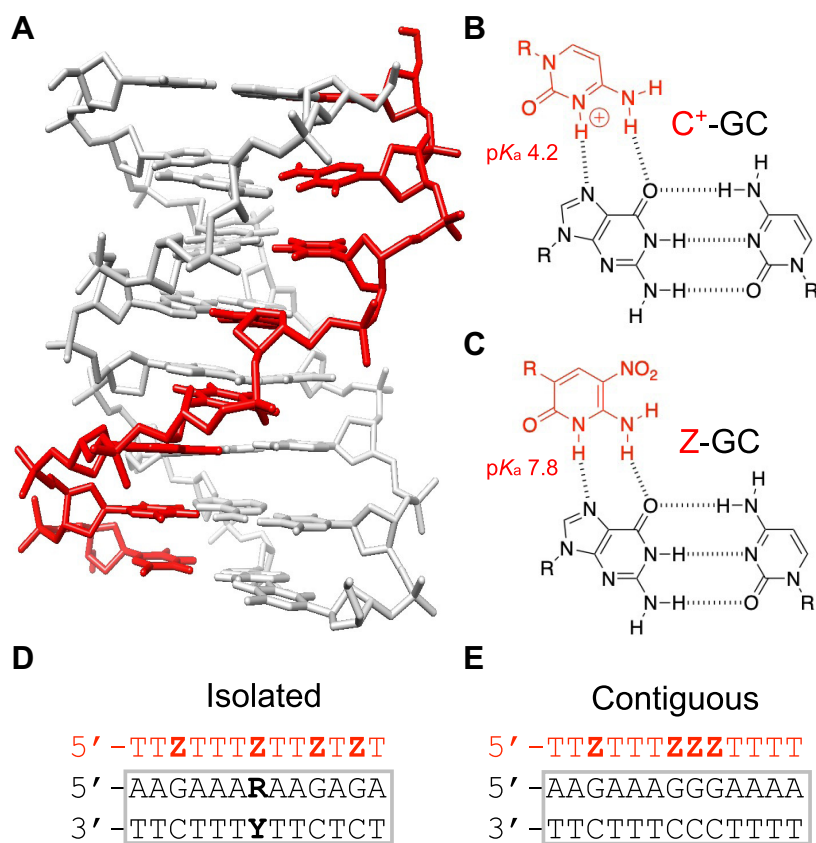 A
B
R
N
O
N
N
H
H
⊕
H
C⁺-GC
pKₐ 4.2
H
N
O
H
N
N
N
H
N
R
N
N
N
H
O
R
H
C
R
NO₂
O
N
N
H
H
H
Z-GC
pKₐ 7.8
H
N
O
H
N
N
N
H
N
R
N
N
N
H
O
R
H
D
Isolated
5′ –TTZTTTZTTZTZT
5′ –AAGAAARAAGAGA
3′ –TTCTTTYTTCTCT
E
Contiguous
5′ –TTZTTTZZZTTTT
5′ –AAGAAAGGGAAAA
3′ –TTCTTTCCCTTTT